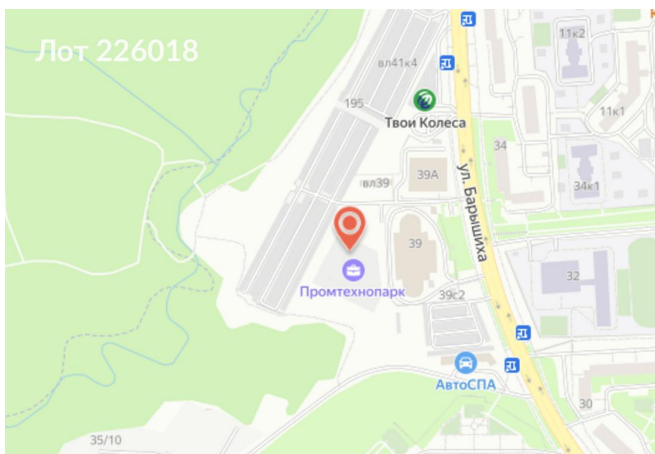 Лот 226018
вл41к4
11к2
195
Твои Колеса
11к1
34
39А
вл39
34к1
ул. Барышиха
39
32
Промтехнопарк
39с2
АвтоСПА
30
35/10